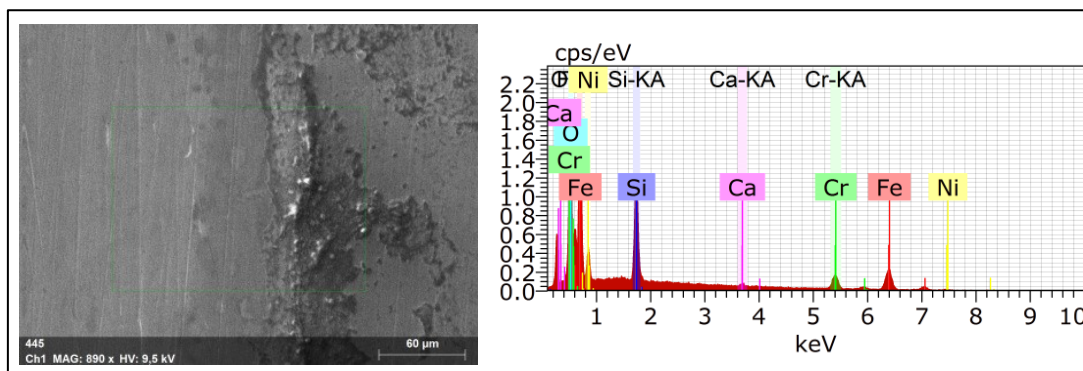 445
Ch1 MAG: 890 x HV: 9,5 kV
60 µm
cps/eV
Ni Si-KA Ca-KA Cr-KA
2.2
2.0
1.8 Ca
1.6 O
1.4 Cr
1.2 Fe Si Ca Cr Fe Ni
1.0
0.8
0.6
0.4
0.2
0.0
1 2 3 4 5 6 7 8 9 10
keV